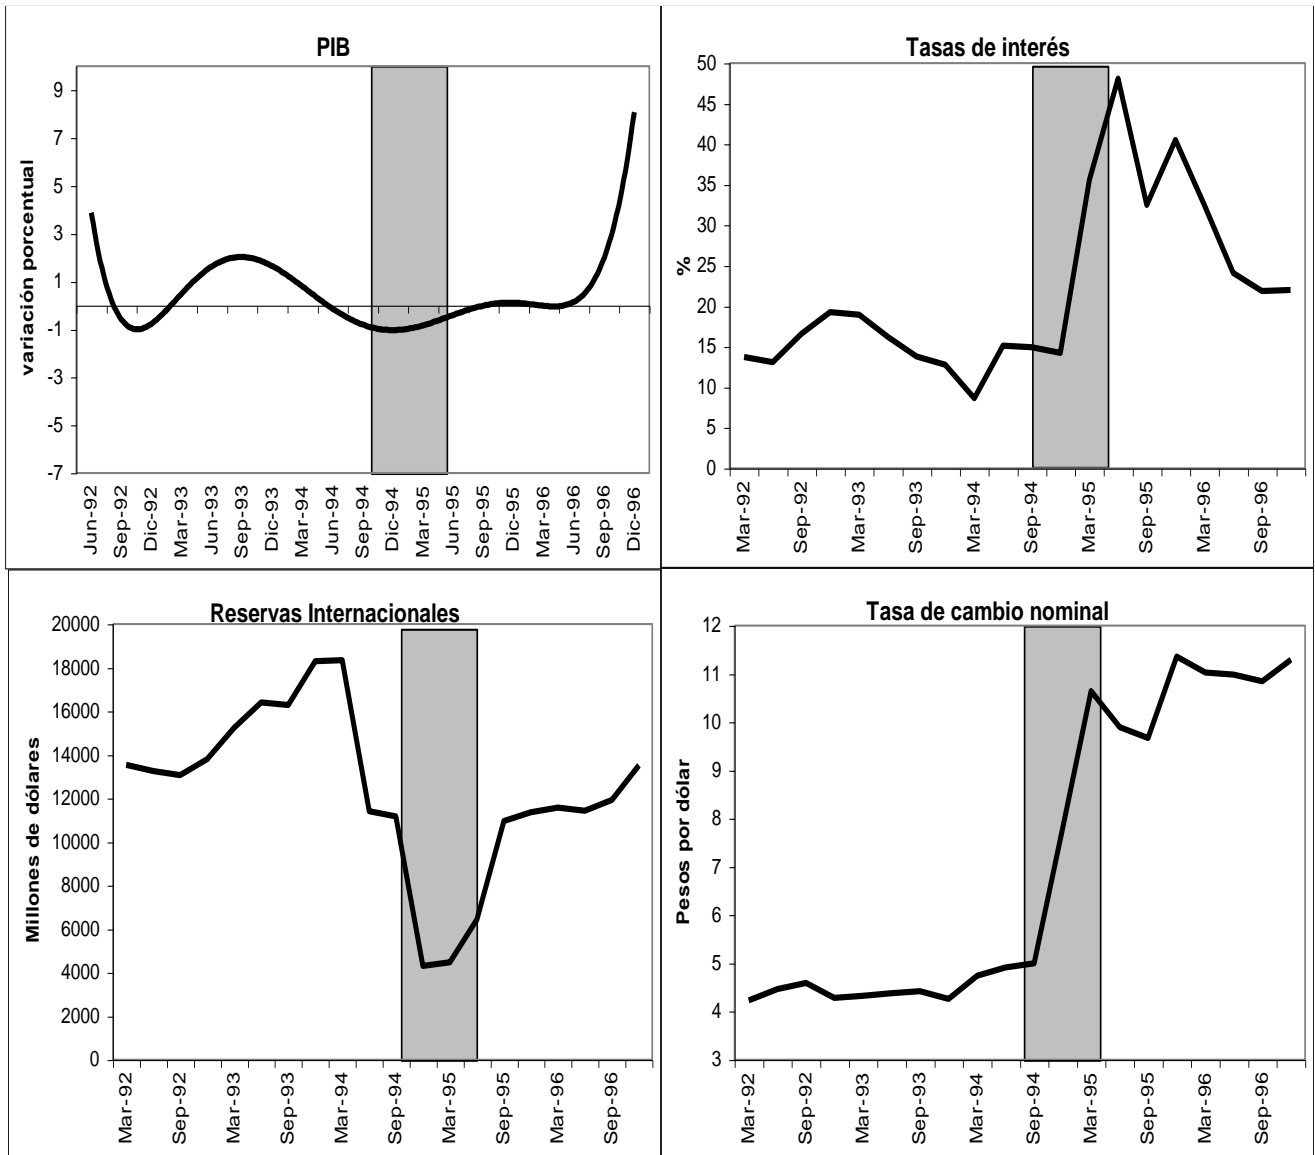 PIB
variación porcentual
9
7
5
3
1
-1
-3
-5
-7
Jun-92
Sep-92
Dic-92
Mar-93
Jun-93
Sep-93
Dic-93
Mar-94
Jun-94
Sep-94
Dic-94
Mar-95
Jun-95
Sep-95
Dic-95
Mar-96
Jun-96
Sep-96
Dic-96
Tasas de interés
%
50
45
40
35
30
25
20
15
10
5
0
Mar-92
Sep-92
Mar-93
Sep-93
Mar-94
Sep-94
Mar-95
Sep-95
Mar-96
Sep-96
Reservas Internacionales
Millones de dólares
20000
18000
16000
14000
12000
10000
8000
6000
4000
2000
0
Mar-92
Sep-92
Mar-93
Sep-93
Mar-94
Sep-94
Mar-95
Sep-95
Mar-96
Sep-96
Tasa de cambio nominal
Pesos por dólar
12
11
10
9
8
7
6
5
4
3
Mar-92
Sep-92
Mar-93
Sep-93
Mar-94
Sep-94
Mar-95
Sep-95
Mar-96
Sep-96